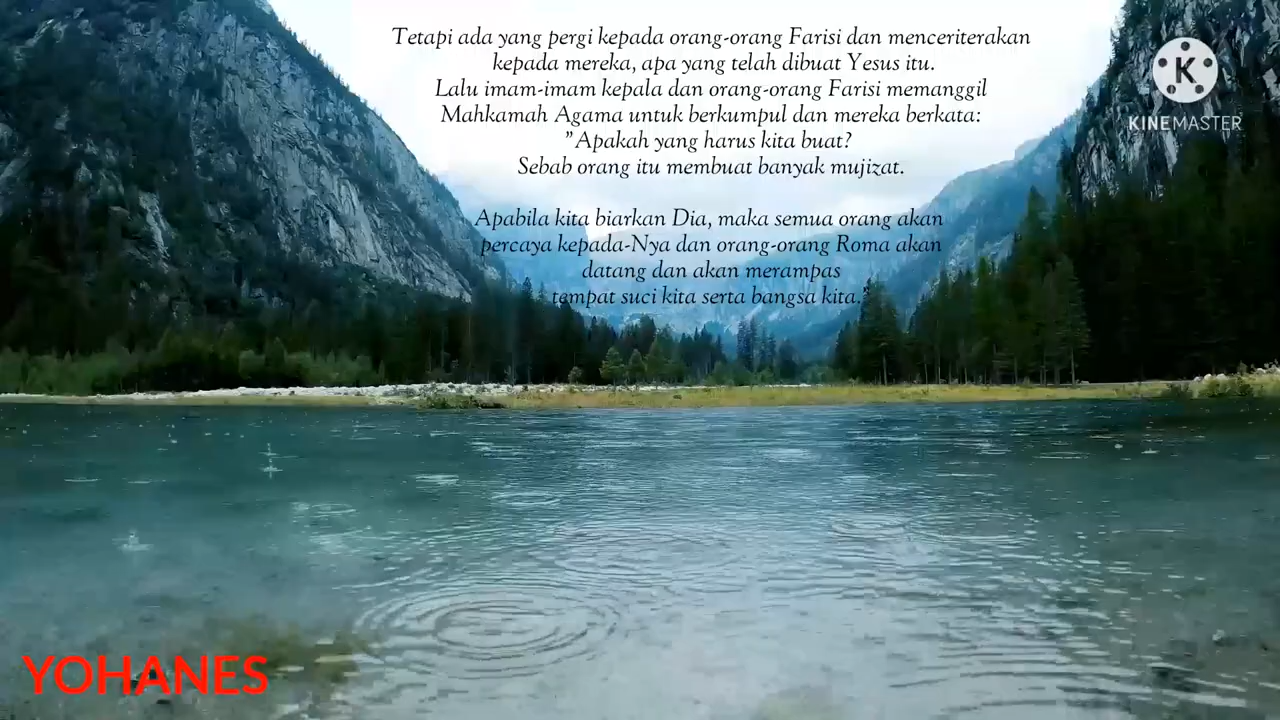 Tetapi ada yang pergi kepada orang-orang Farisi dan menceriterakan
kepada mereka, apa yang telah dibuat Yesus itu.
Lalu imam-imam kepala dan orang-orang Farisi memanggil
Mahkamah Agama untuk berkumpul dan mereka berkata:
"Apakah yang harus kita buat?
Sebab orang itu membuat banyak mujizat.
Apabila kita biarkan Dia, maka semua orang akan
percaya kepada-Nya dan orang-orang Roma akan
datang dan akan merampas
tempat suci kita serta bangsa kita."
K
KINEMASTER
YOHANES